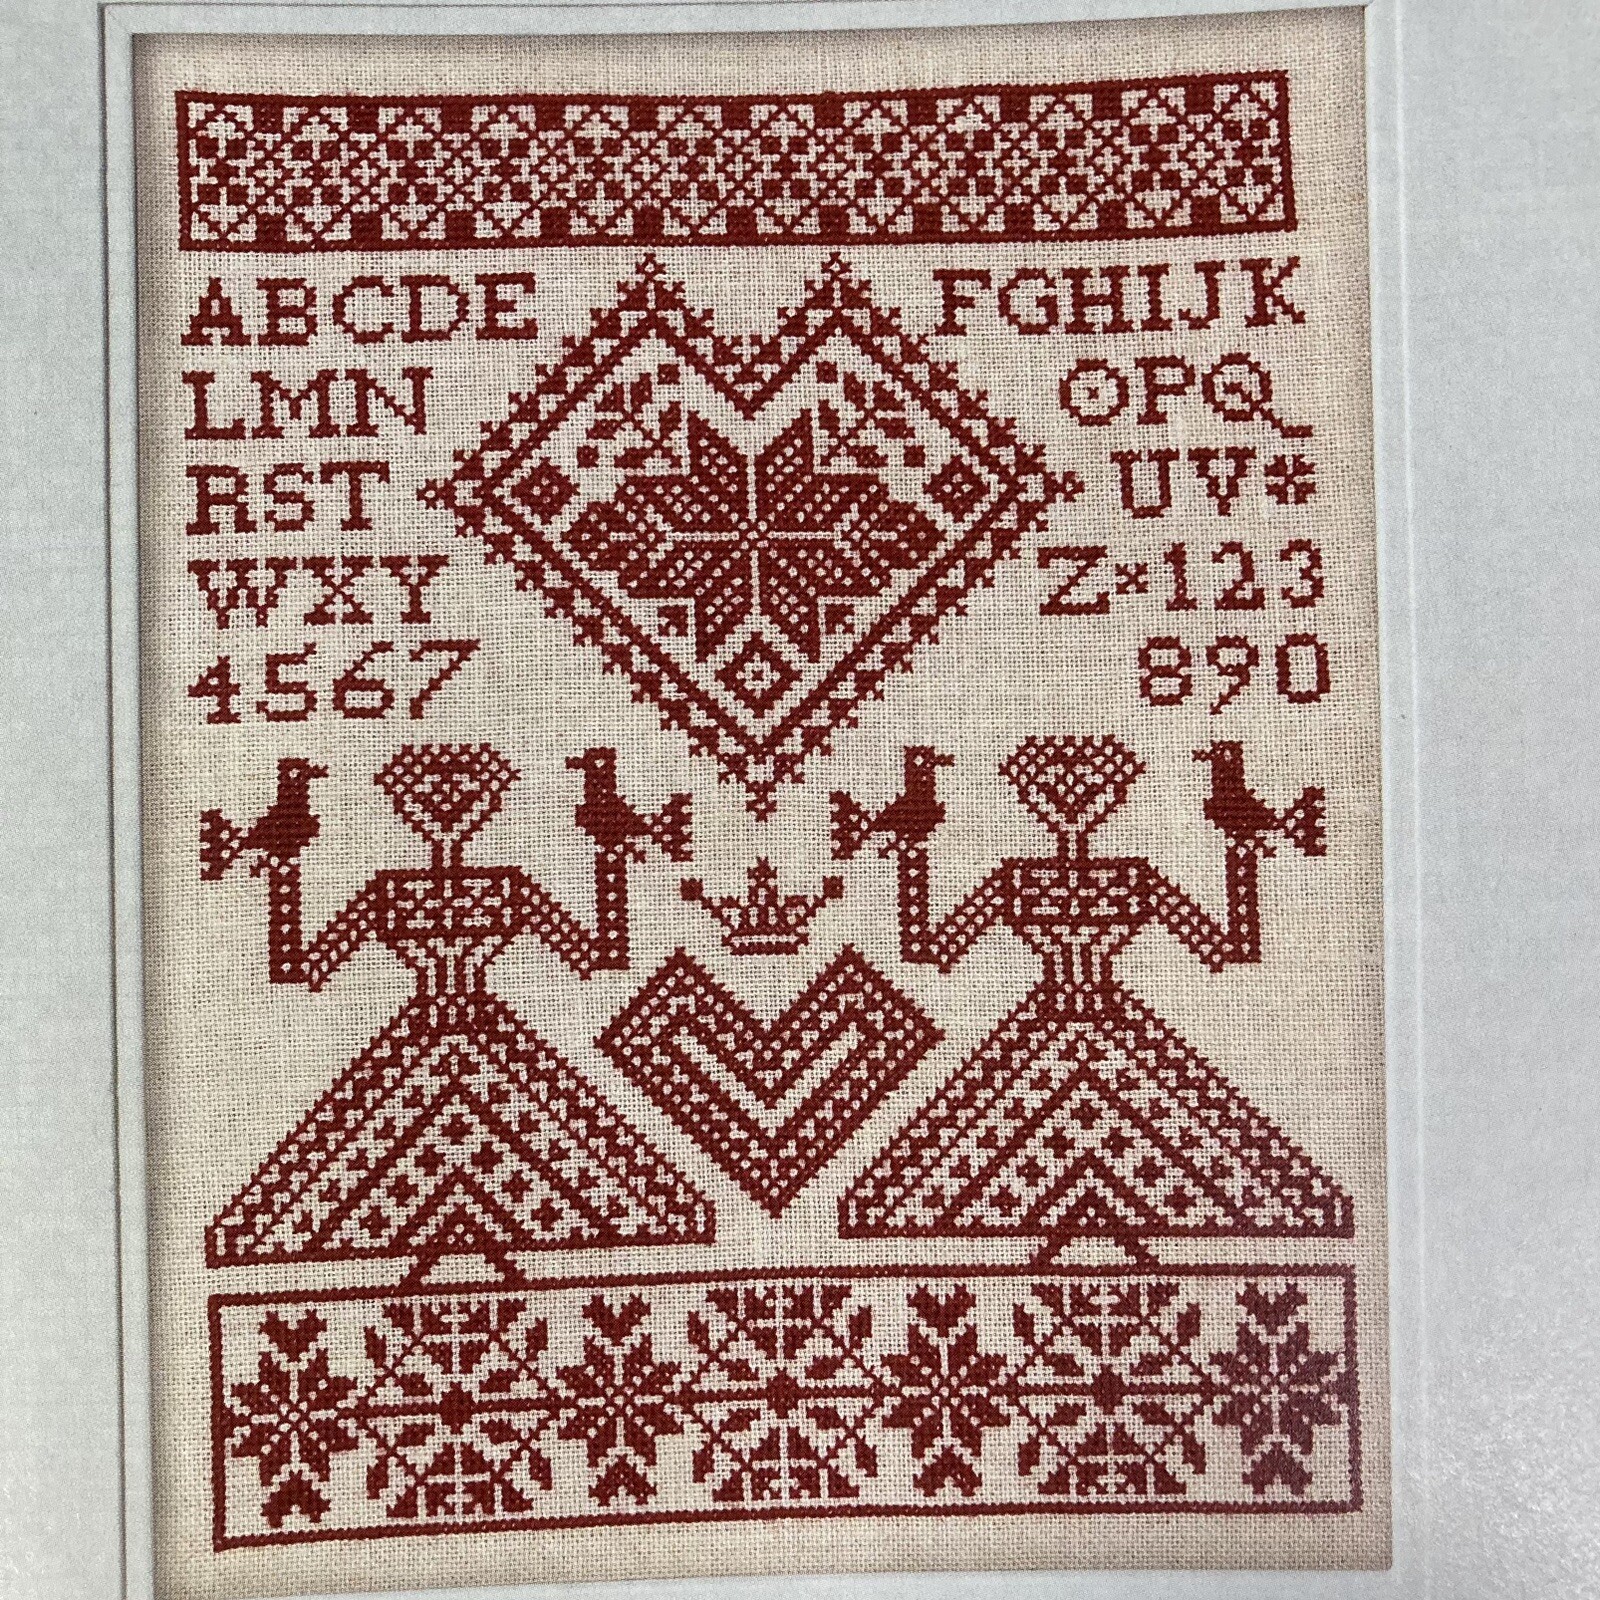 ABCDE FGHIJK
LMN OPQ
RST UV*
WXY Z*123
4567 890